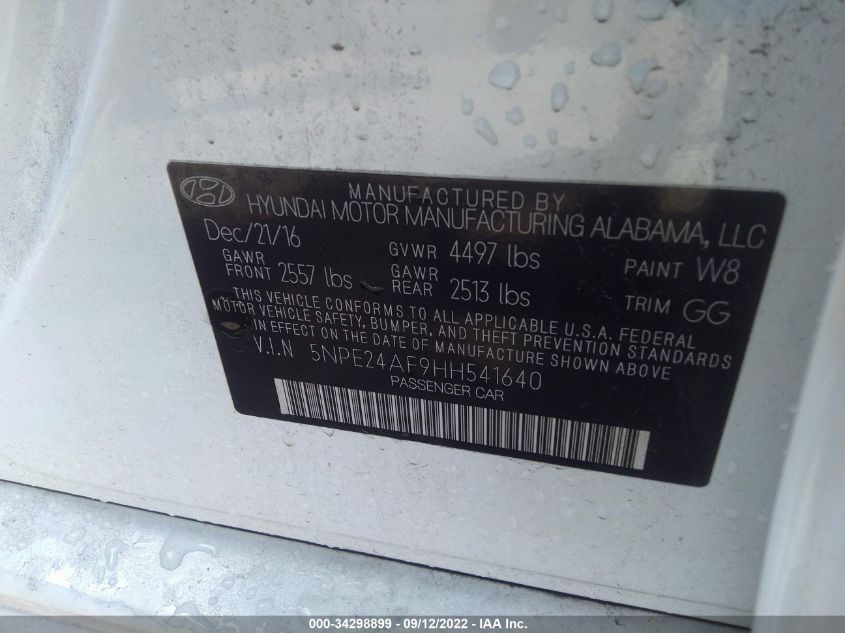 MANUFACTURED BY
HYUNDAI MOTOR MANUFACTURING ALABAMA, LLC
Dec/21/16 GVWR 4497 lbs PAINT W8
GAWR FRONT 2557 lbs GAWR REAR 2513 lbs TRIM GG
THIS VEHICLE CONFORMS TO ALL APPLICABLE U.S.A. FEDERAL
MOTOR VEHICLE SAFETY, BUMPER, AND THEFT PREVENTION STANDARDS
IN EFFECT ON THE DATE OF MANUFACTURE SHOWN ABOVE
V.I.N 5NPE24AF9HH541640
PASSENGER CAR
000-34298899 - 09/12/2022 - IAA Inc.